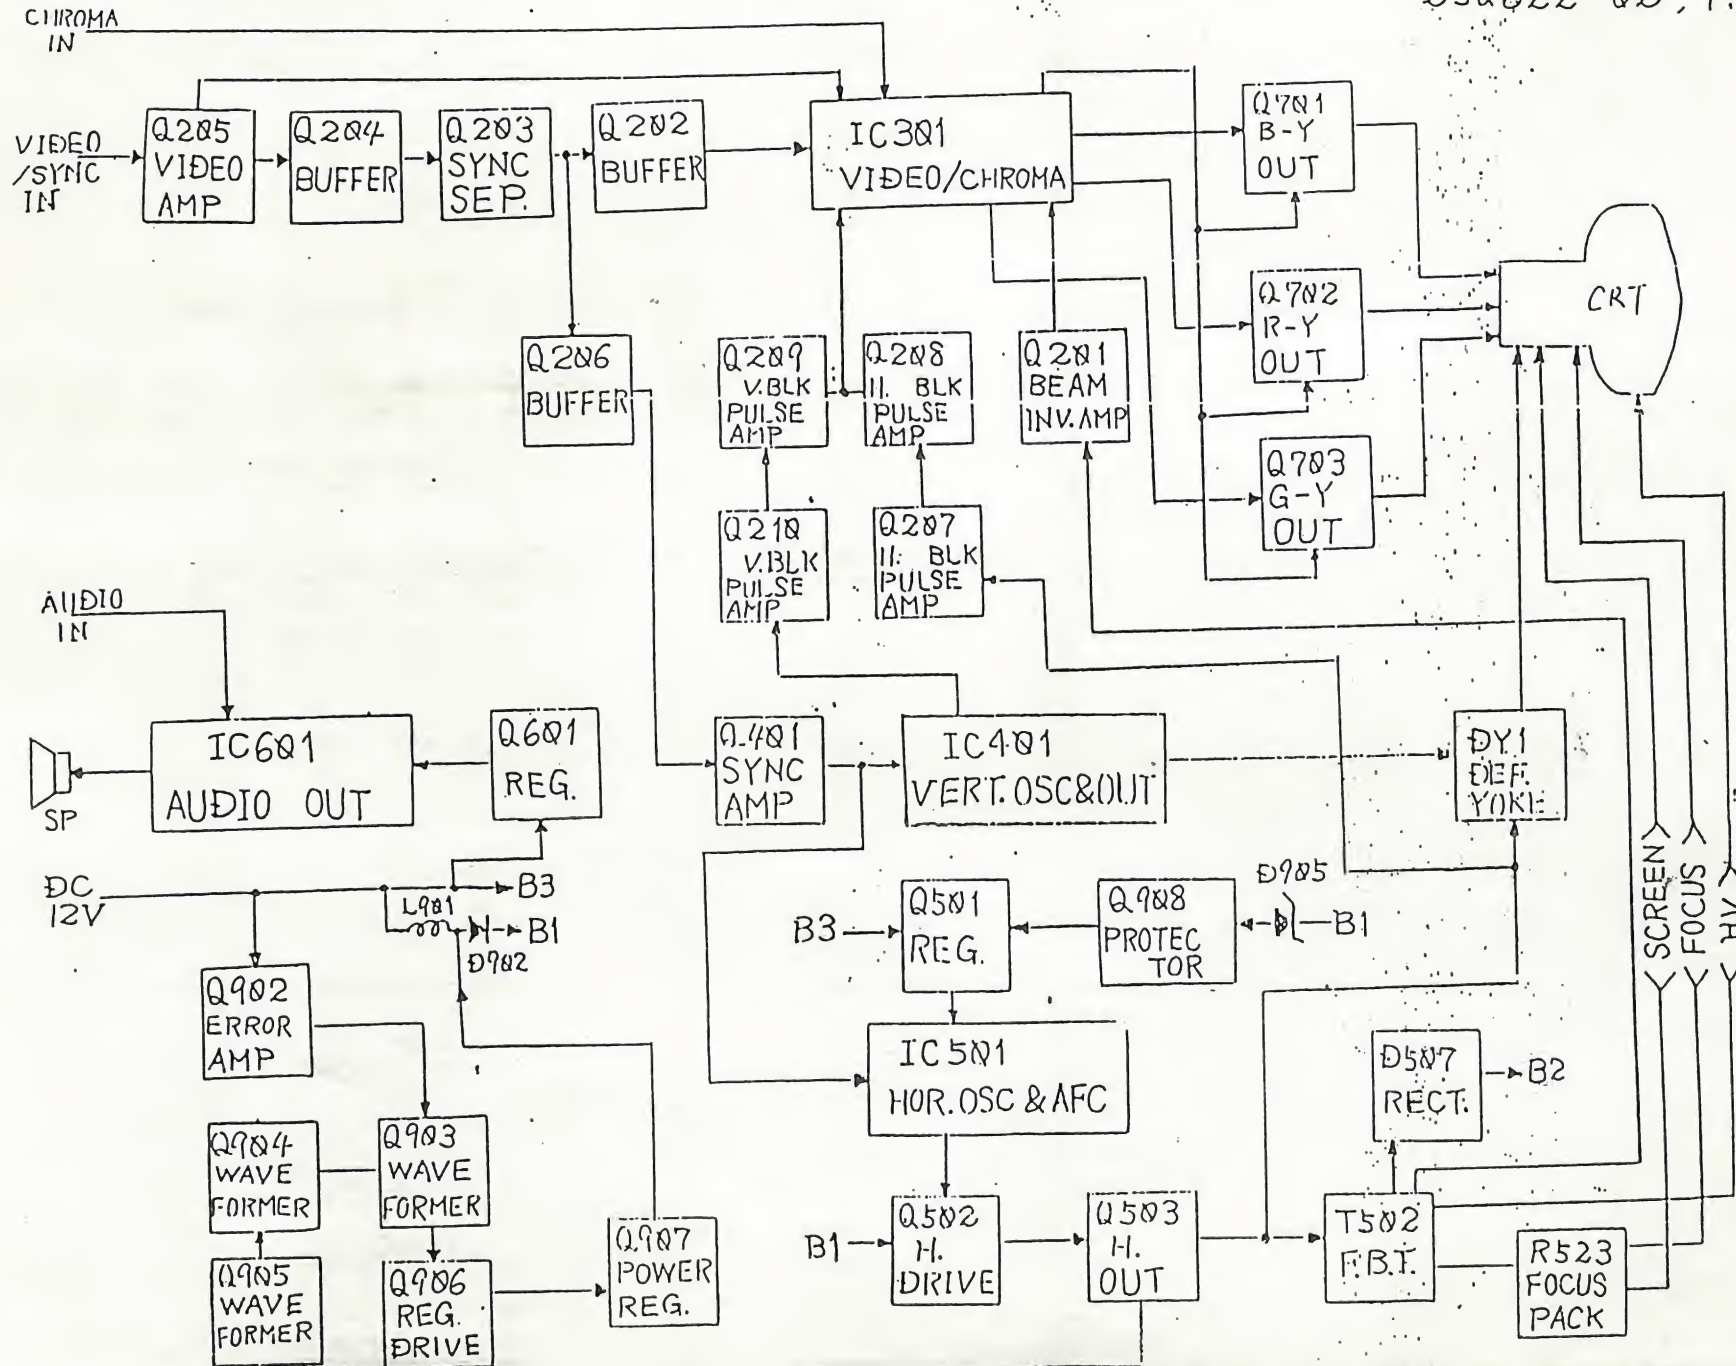 CHROMA
IN
VIDEO
/SYNC
IN
Q205
VIDEO
AMP
Q204
BUFFER
Q203
SYNC
SEP.
Q202
BUFFER
IC301
VIDEO/CHROMA
Q701
B-Y
OUT
Q702
R-Y
OUT
Q703
G-Y
OUT
CRT
Q206
BUFFER
Q209
V.BLK
PULSE
AMP
Q208
H. BLK
PULSE
AMP
Q201
BEAM
INV.AMP
Q210
V.BLK
PULSE
AMP
Q207
H. BLK
PULSE
AMP
AUDIO
IN
IC601
AUDIO OUT
SP
Q601
REG.
Q401
SYNC
AMP
IC401
VERT.OSC&OUT
DY1
DEF.
YOKE
DC
12V
B3
L901
B1
D902
B3
Q501
REG.
Q908
PROTEC
TOR
D905
B1
SCREEN
FOCUS
HV
Q902
ERROR
AMP
IC501
HOR.OSC & AFC
D507
RECT.
B2
Q904
WAVE
FORMER
Q903
WAVE
FORMER
Q905
WAVE
FORMER
Q906
REG.
DRIVE
Q907
POWER
REG.
B1
Q502
H.
DRIVE
Q503
H.
OUT
T502
F.B.T.
R523
FOCUS
PACK